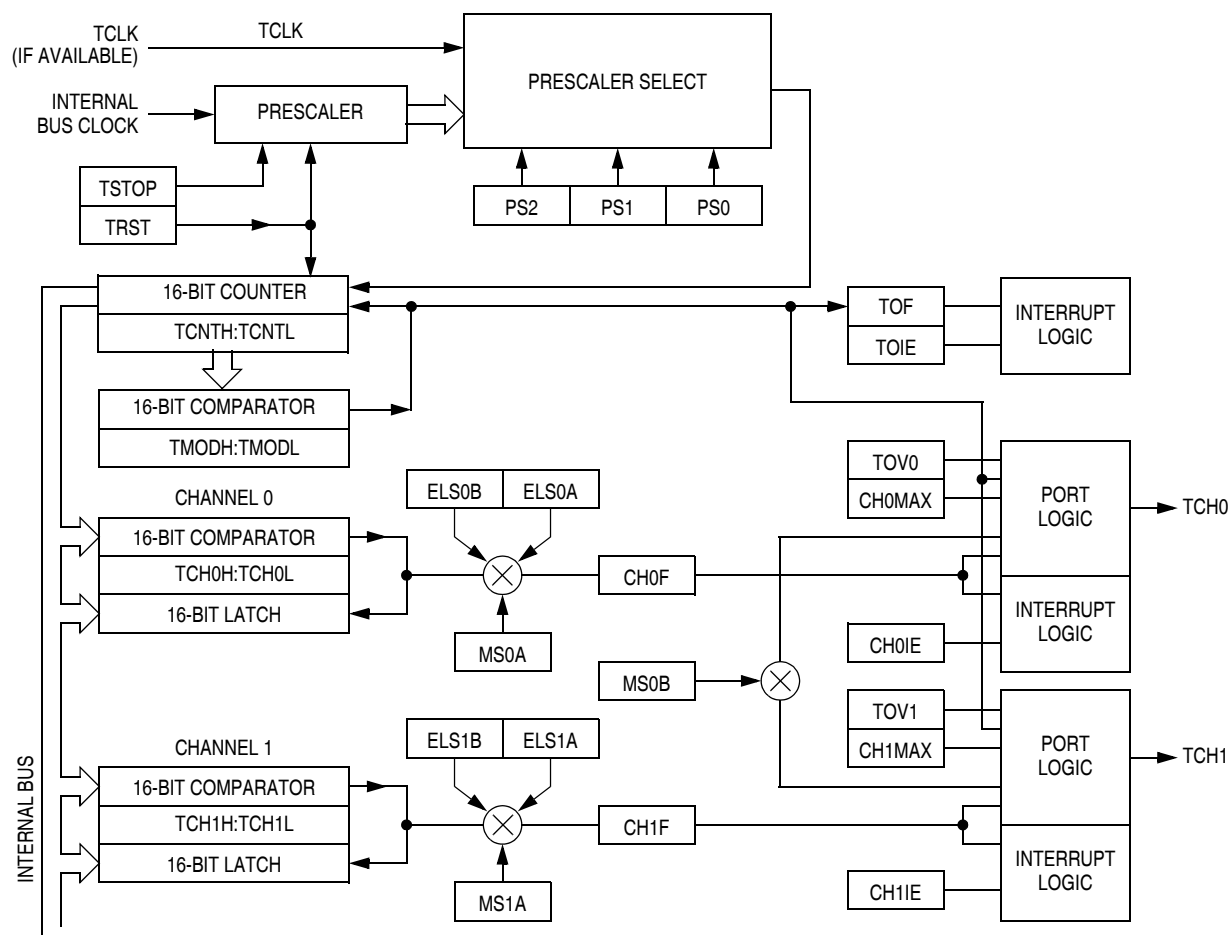 TCLK
(IF AVAILABLE)
TCLK
PRESCALER SELECT
INTERNAL
BUS CLOCK
PRESCALER
TSTOP
TRST
PS2
PS1
PS0
16-BIT COUNTER
TCNTH:TCNTL
TOF
TOIE
INTERRUPT
LOGIC
16-BIT COMPARATOR
TMODH:TMODL
CHANNEL 0
16-BIT COMPARATOR
TCH0H:TCH0L
16-BIT LATCH
ELS0B
ELS0A
MS0A
CH0F
TOV0
CH0MAX
PORT
LOGIC
TCH0
INTERRUPT
LOGIC
CH0IE
MS0B
CHANNEL 1
16-BIT COMPARATOR
TCH1H:TCH1L
16-BIT LATCH
ELS1B
ELS1A
MS1A
CH1F
TOV1
CH1MAX
PORT
LOGIC
TCH1
INTERRUPT
LOGIC
CH1IE
INTERNAL BUS